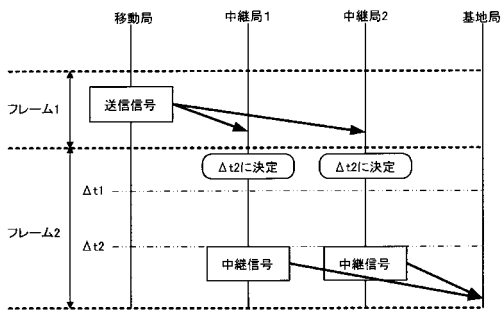 移動局 中継局1 中継局2 基地局
フレーム1
送信信号
Δt2に決定 Δt2に決定
Δt1
フレーム2
Δt2
中継信号 中継信号